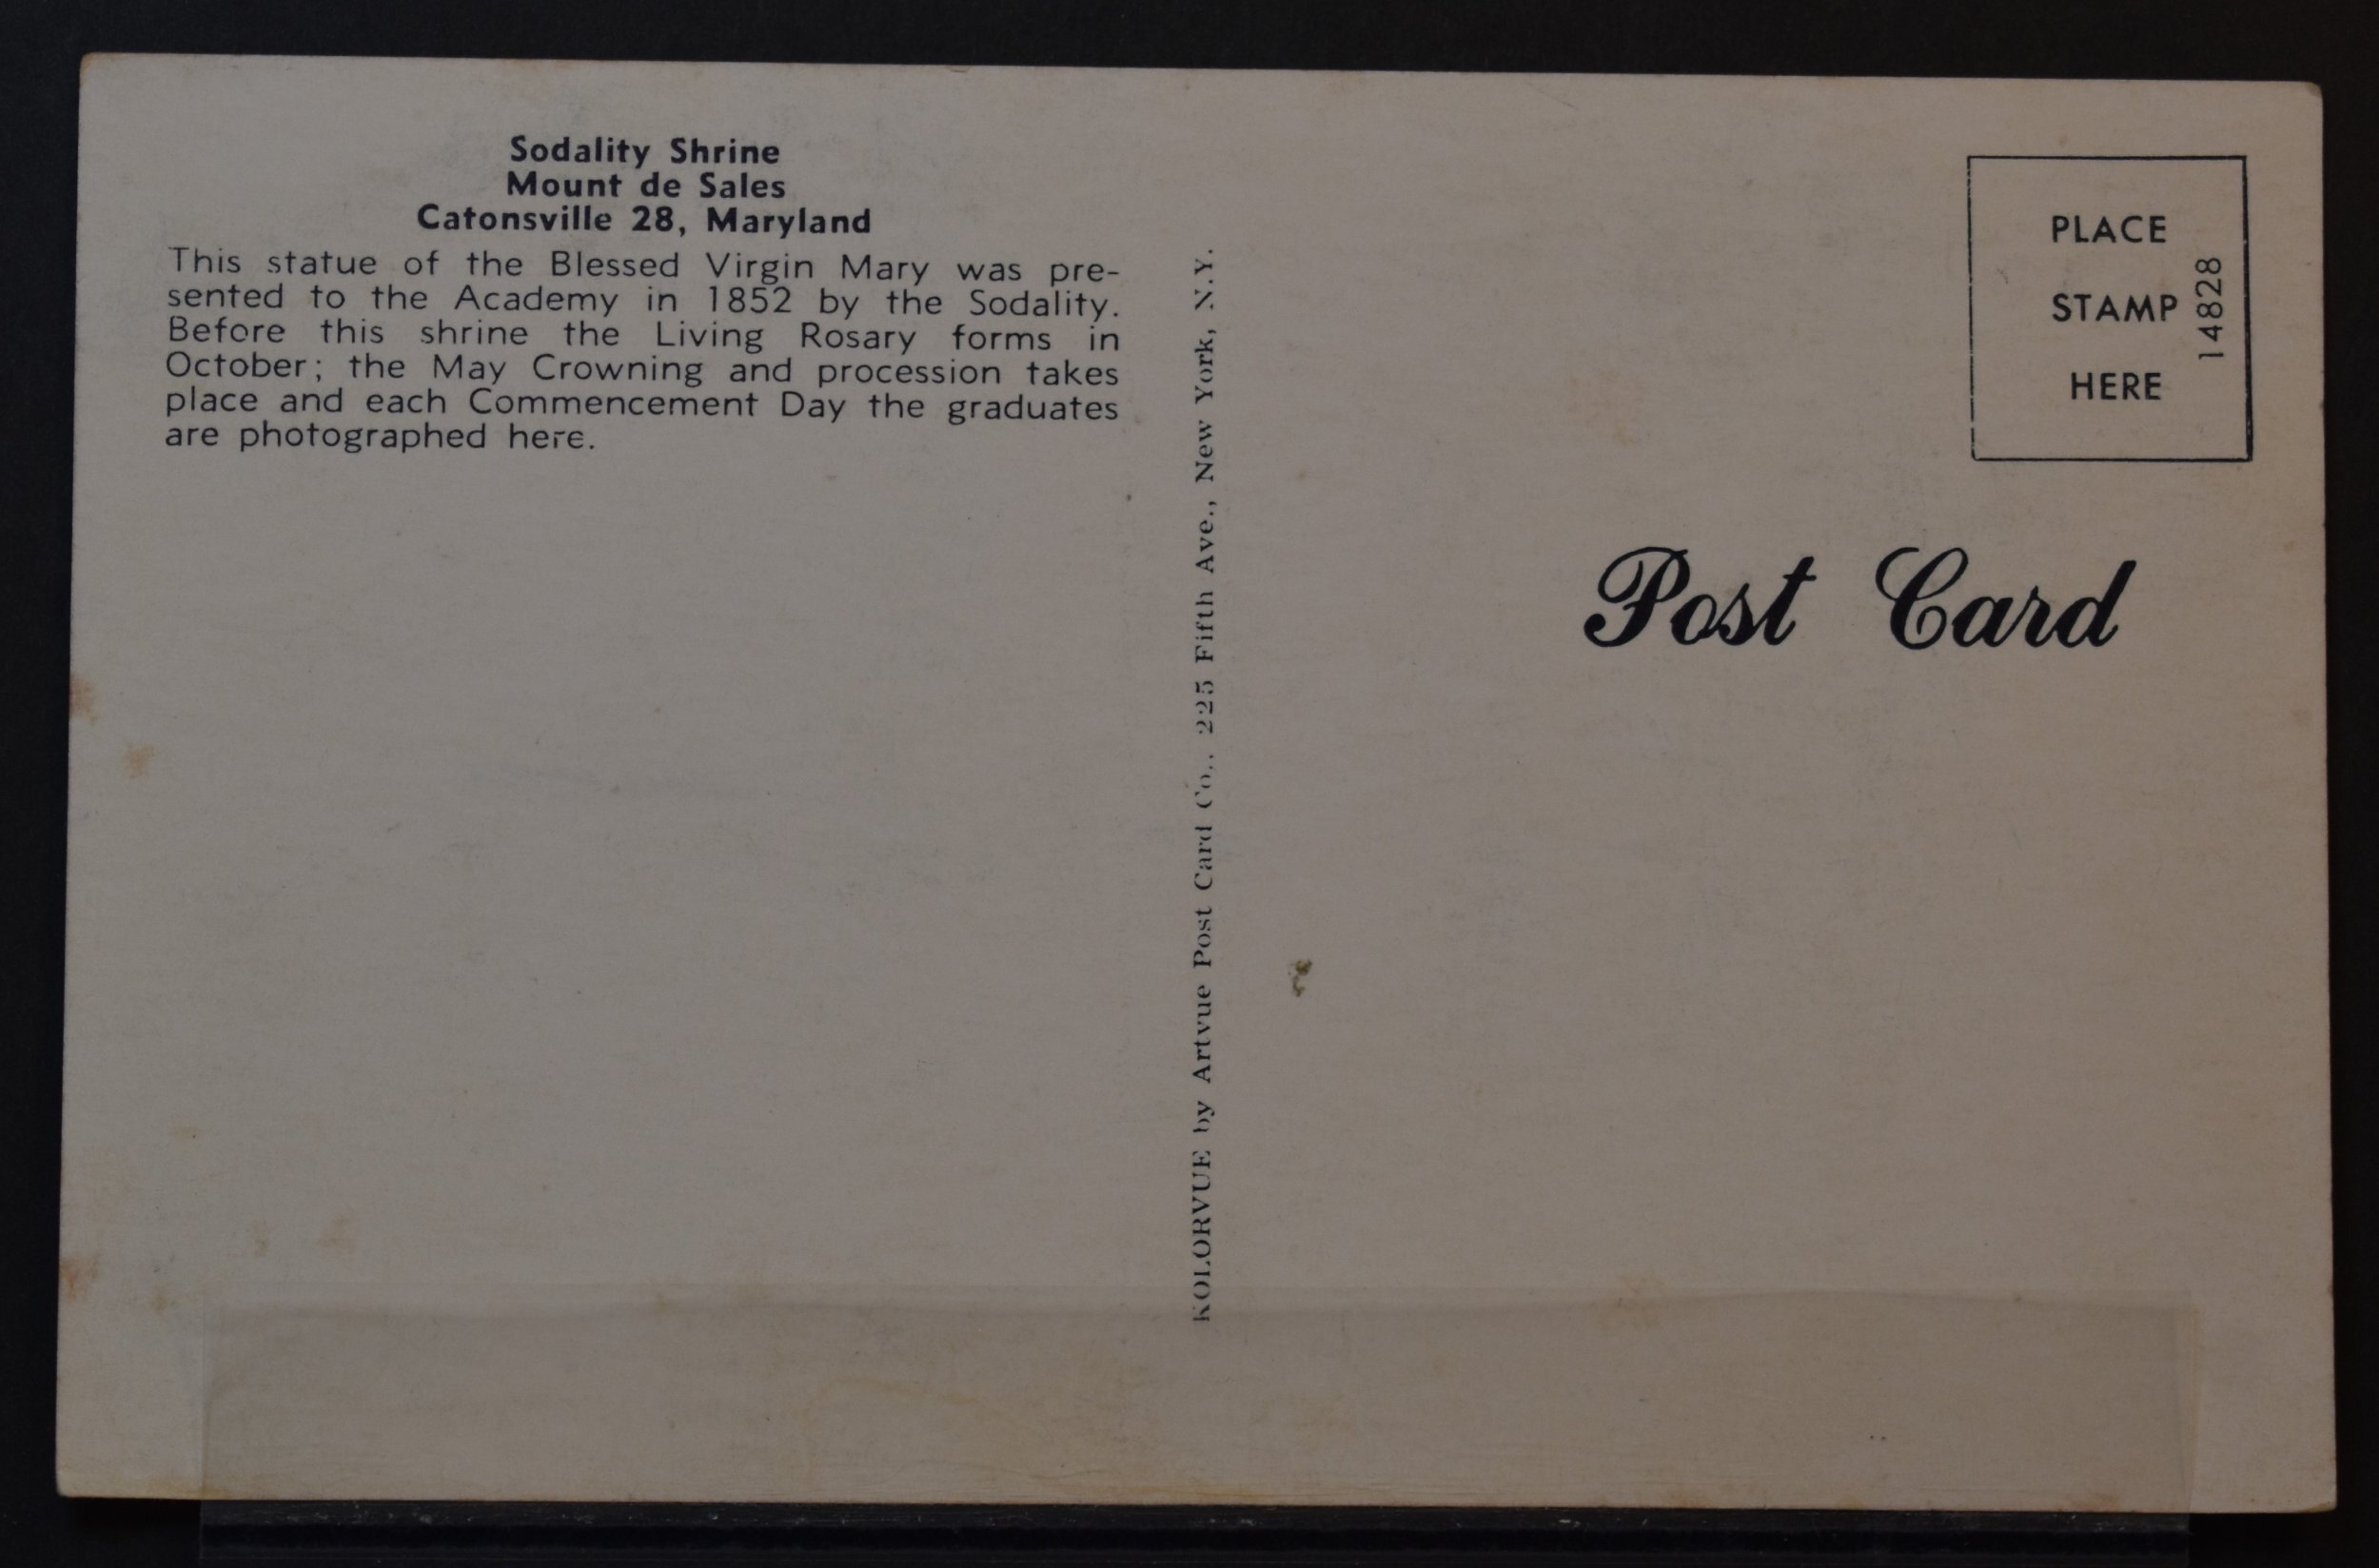 Sodality Shrine
Mount de Sales
Catonsville 28, Maryland
This statue of the Blessed Virgin Mary was pre-
sented to the Academy in 1852 by the Sodality.
Before this shrine the Living Rosary forms in
October; the May Crowning and procession takes
place and each Commencement Day the graduates
are photographed here.
KOLORVUE by Artvue Post Card Co., 225 Fifth Ave., New York, N.Y.
PLACE
STAMP
HERE
14828
Post Card